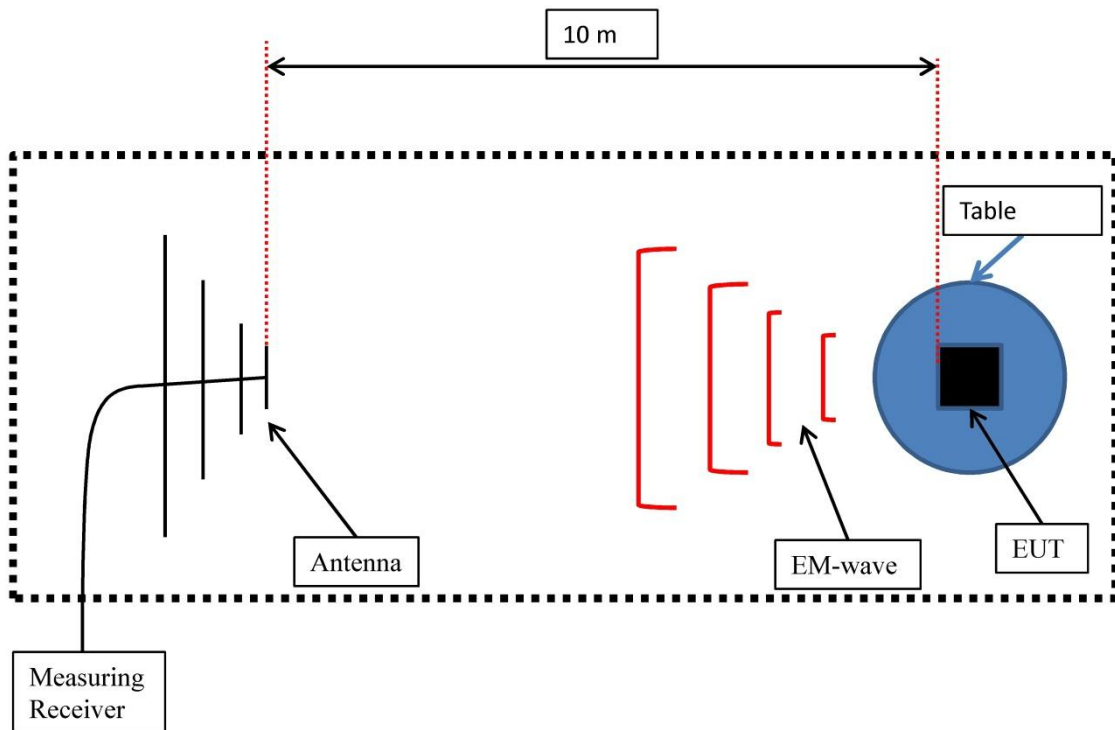 10 m
Table
Antenna
EM-wave
EUT
Measuring
Receiver